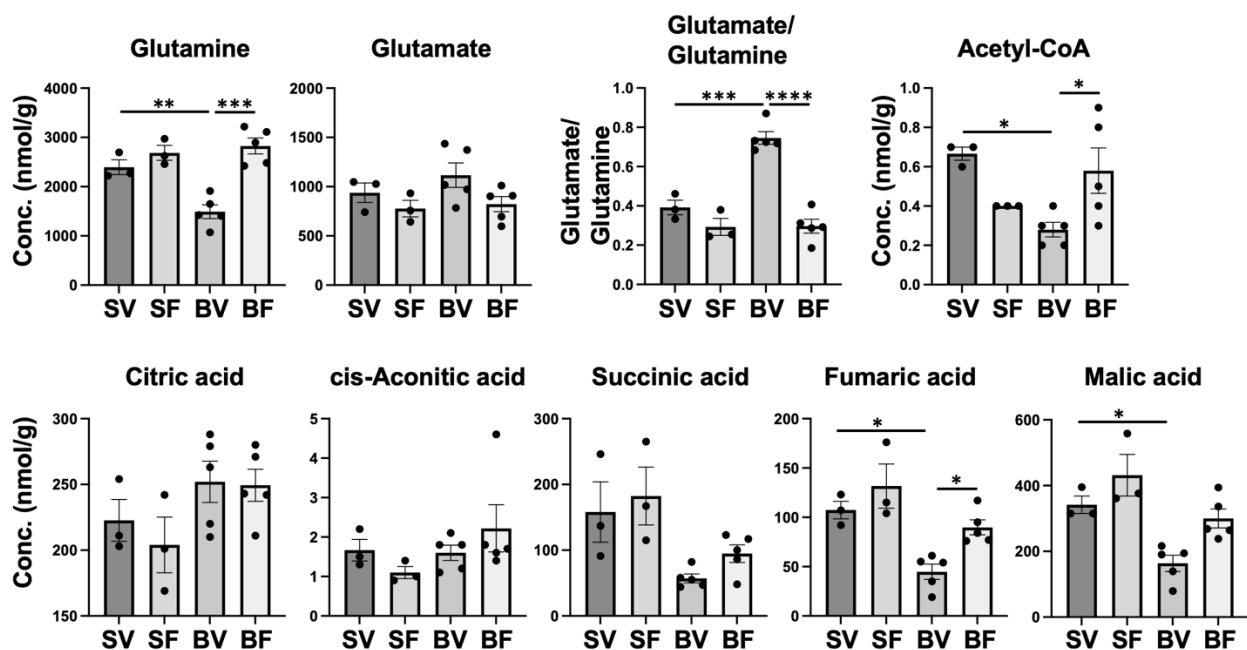 Glutamine
Conc. (nmol/g)
4000
3000
2000
1000
0
** ***
SV SF BV BF
Glutamate
2000
1500
1000
500
0
SV SF BV BF
Glutamate/
Glutamine
Glutamate/
Glutamine
1.0
0.8
0.6
0.4
0.2
0.0
*** ****
SV SF BV BF
Acetyl-CoA
Conc. (nmol/g)
1.0
0.8
0.6
0.4
0.2
0.0
* *
SV SF BV BF
Citric acid
Conc. (nmol/g)
300
250
200
150
SV SF BV BF
cis-Aconitic acid
5
4
3
2
1
0
SV SF BV BF
Succinic acid
300
200
100
0
SV SF BV BF
Fumaric acid
200
150
100
50
0
* *
SV SF BV BF
Malic acid
600
400
200
0
*
SV SF BV BF